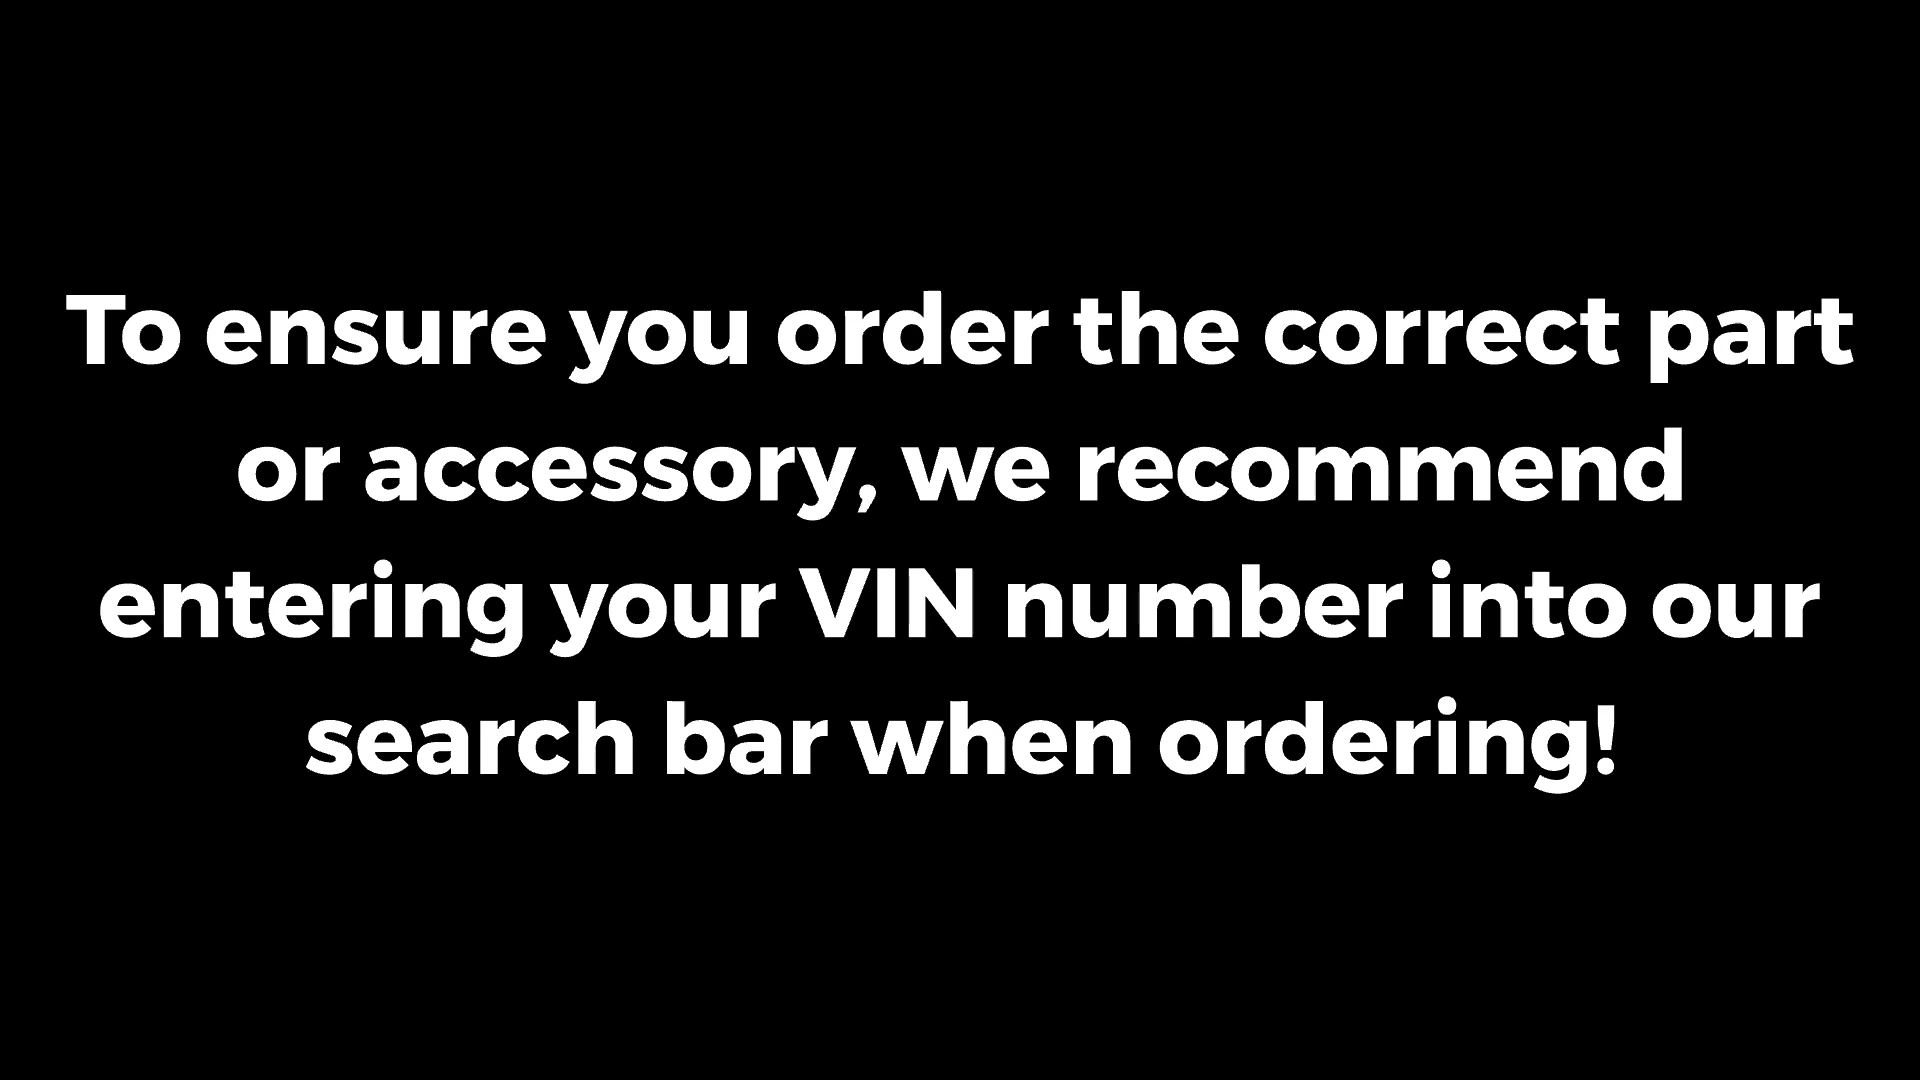 To ensure you order the correct part
or accessory, we recommend
entering your VIN number into our
search bar when ordering!